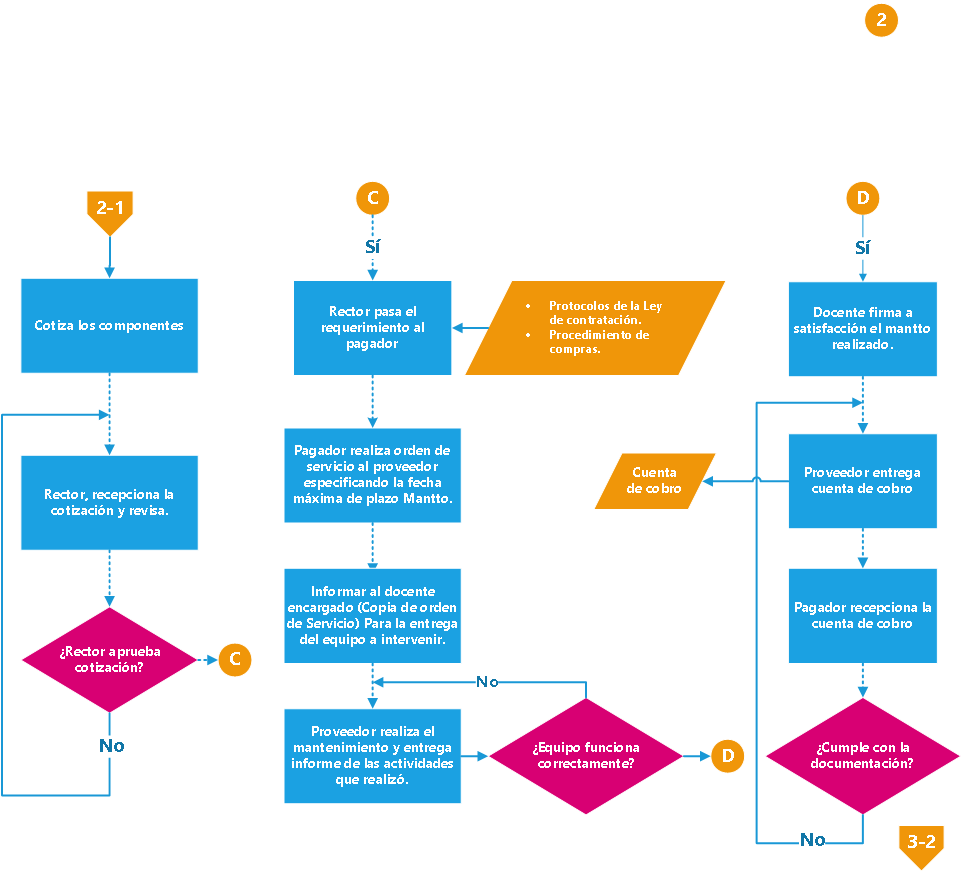 2
2-1
Cotiza los componentes
Rector, recepciona la
cotización y revisa.
¿Rector aprueba
cotización?
C
No
C
Sí
Rector pasa el
requerimiento al
pagador
• Protocolos de la Ley
de contratación.
• Procedimiento de
compras.
Pagador realiza orden de
servicio al proveedor
especificando la fecha
máxima de plazo Mantto.
Informar al docente
encargado (Copia de orden
de Servicio) Para la entrega
del equipo a intervenir.
No
Proveedor realiza el
mantenimiento y entrega
informe de las actividades
que realizó.
¿Equipo funciona
correctamente?
D
D
Sí
Docente firma a
satisfacción el mantto
realizado.
Proveedor entrega
cuenta de cobro
Cuenta
de cobro
Pagador recepciona la
cuenta de cobro
¿Cumple con la
documentación?
No
3-2